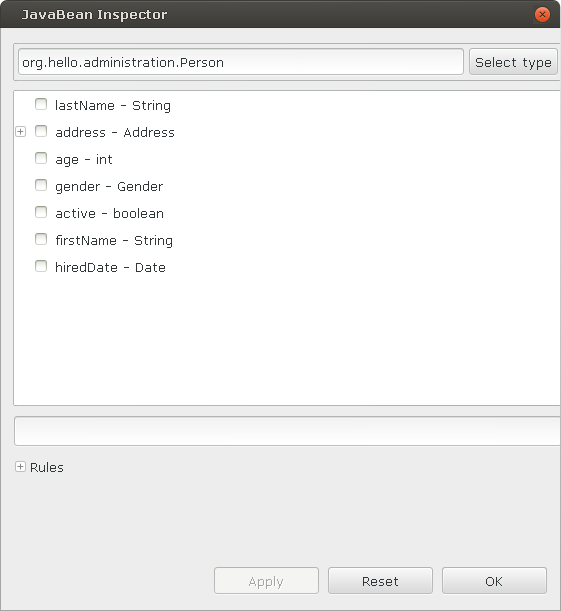 JavaBean Inspector
org.hello.administration.Person
Select type
lastName - String
address - Address
age - int
gender - Gender
active - boolean
firstName - String
hiredDate - Date
Rules
Apply
Reset
OK